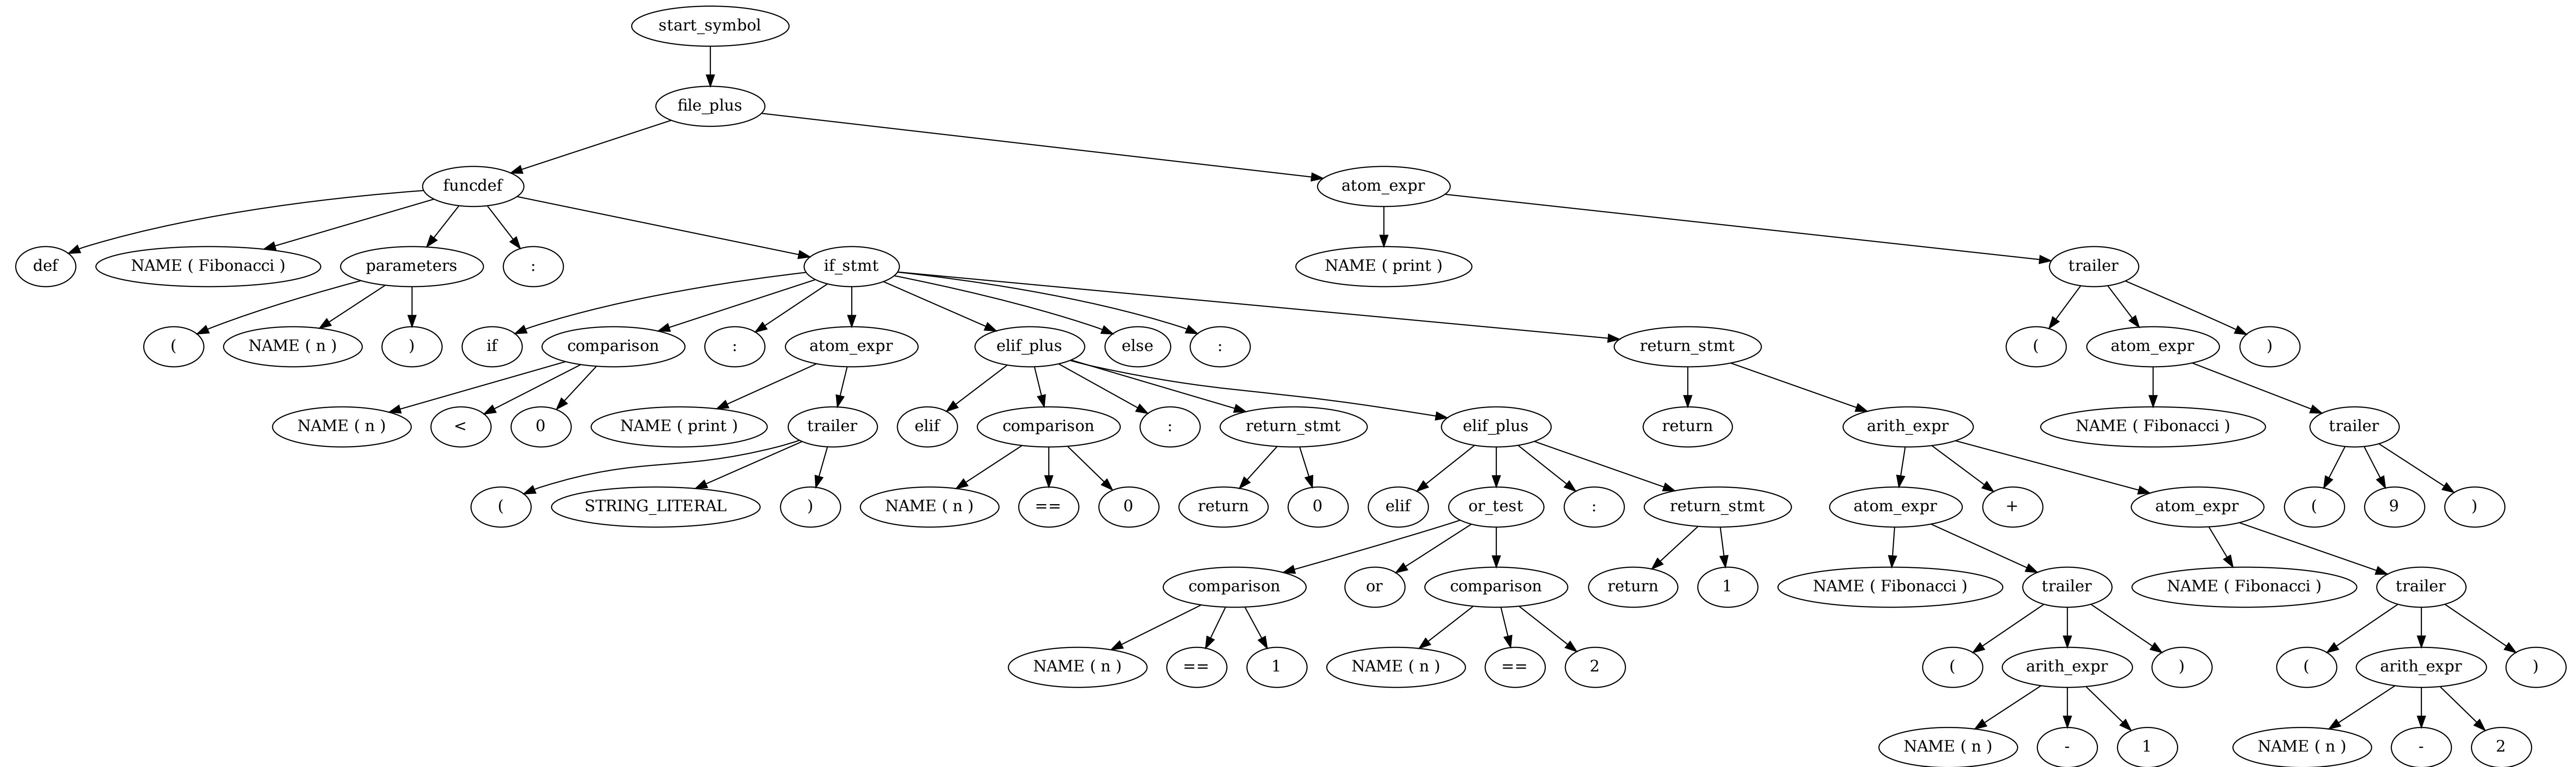 start_symbol
file_plus
funcdef
atom_expr
def
NAME ( Fibonacci )
parameters
:
if_stmt
NAME ( print )
trailer
(
NAME ( n )
)
if
comparison
:
atom_expr
elif_plus
else
:
return_stmt
(
atom_expr
)
NAME ( n )
<
0
NAME ( print )
trailer
elif
comparison
:
return_stmt
elif_plus
return
arith_expr
NAME ( Fibonacci )
trailer
(
STRING_LITERAL
)
NAME ( n )
==
0
return
0
elif
or_test
:
return_stmt
atom_expr
+
atom_expr
(
9
)
comparison
or
comparison
return
1
NAME ( Fibonacci )
trailer
NAME ( Fibonacci )
trailer
NAME ( n )
==
1
NAME ( n )
==
2
(
arith_expr
)
(
arith_expr
)
NAME ( n )
-
1
NAME ( n )
-
2